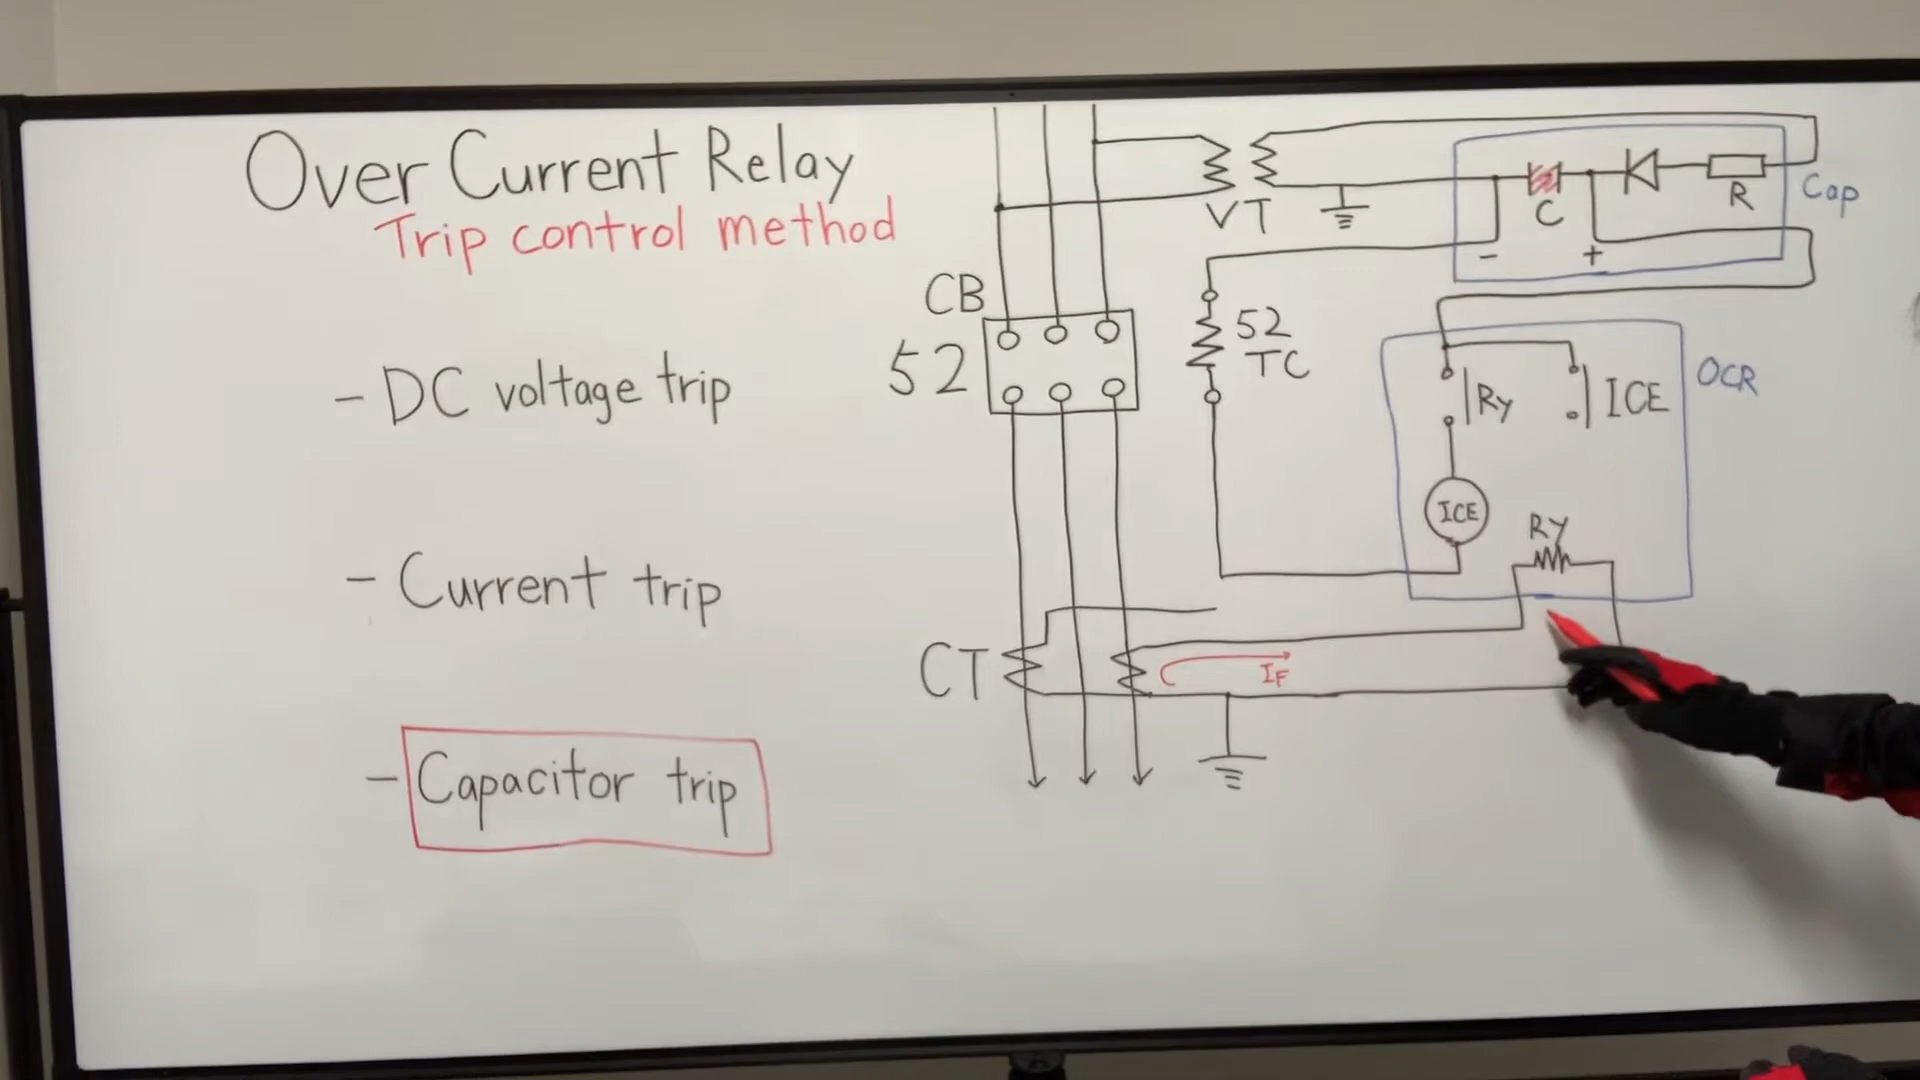 Over Current Relay
Trip control method
- DC voltage trip
- Current trip
- Capacitor trip
CB
52
CT
VT
52
TC
C
R
Cap
-
+
Ry
ICE
OCR
ICE
RY
IF